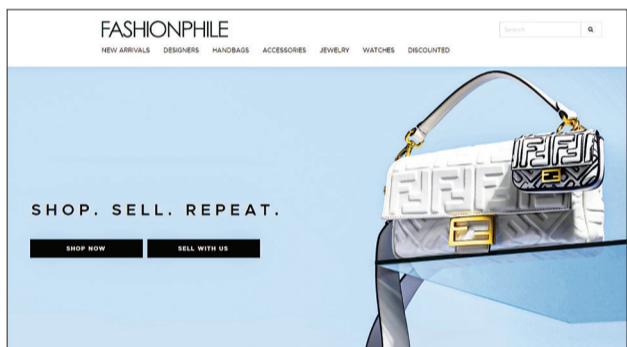 FASHIONPHILE
Search
NEW ARRIVALS DESIGNERS HANDBAGS ACCESSORIES JEWELRY WATCHES DISCOUNTED
SHOP. SELL. REPEAT.
SHOP NOW SELL WITH US